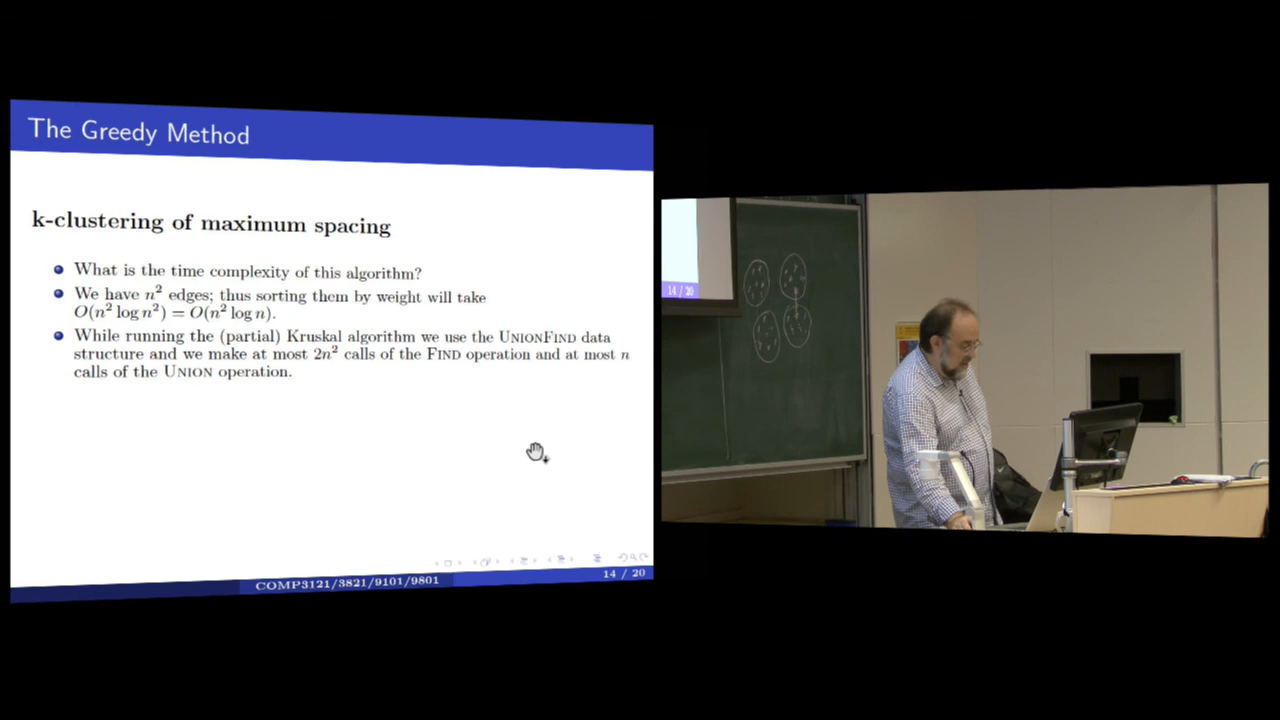 The Greedy Method
k-clustering of maximum spacing
What is the time complexity of this algorithm?
We have n² edges; thus sorting them by weight will take
O(n² log n²) = O(n² log n).
While running the (partial) Kruskal algorithm we use the UNIONFIND data
structure and we make at most 2n² calls of the FIND operation and at most n
calls of the UNION operation.
COMP3121/3821/9101/9801
14 / 20
14 / 20